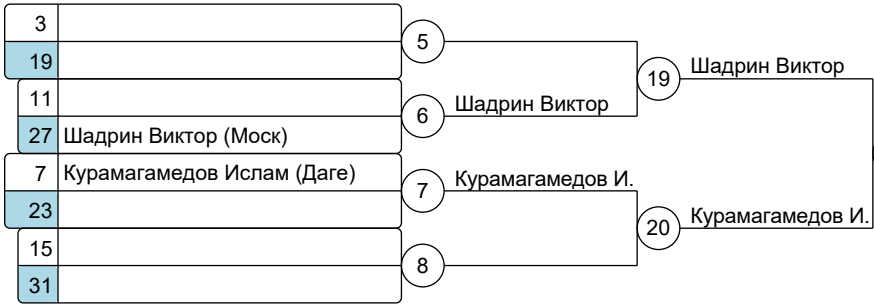 3
19
11
27 Шадрин Виктор (Моск)
7 Курамагамедов Ислам (Даге)
23
15
31
5
6 Шадрин Виктор
7 Курамагамедов И.
8
19 Шадрин Виктор
20 Курамагамедов И.